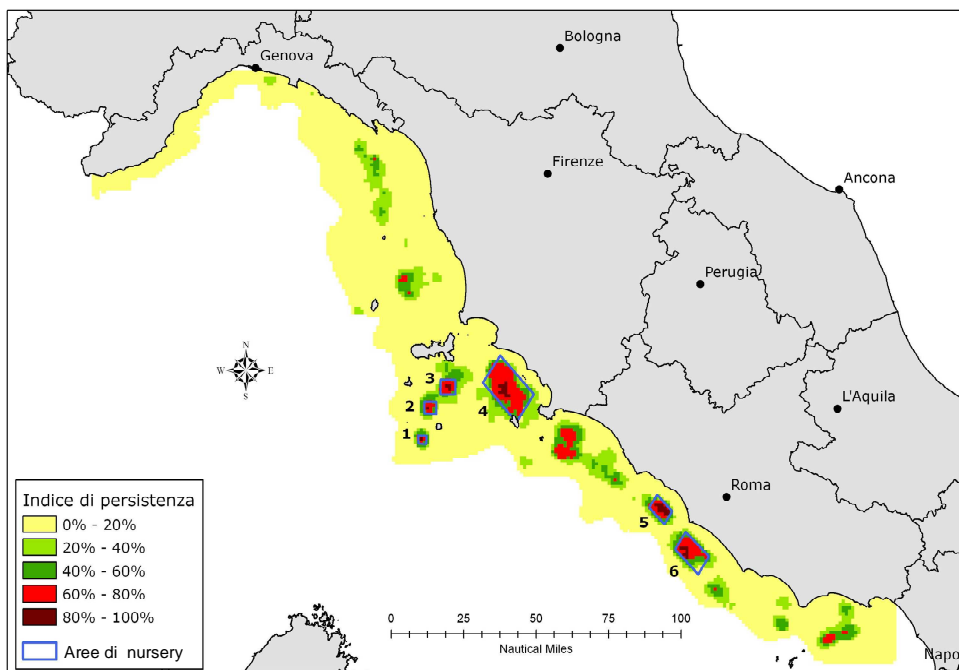 Bologna
Genova
Firenze
Ancona
Perugia
N
W E
S
3
2
4
1
L'Aquila
Roma
5
6
Indice di persistenza
0% - 20%
20% - 40%
40% - 60%
60% - 80%
80% - 100%
Aree di nursery
0 25 50 75 100
Nautical Miles
Napo